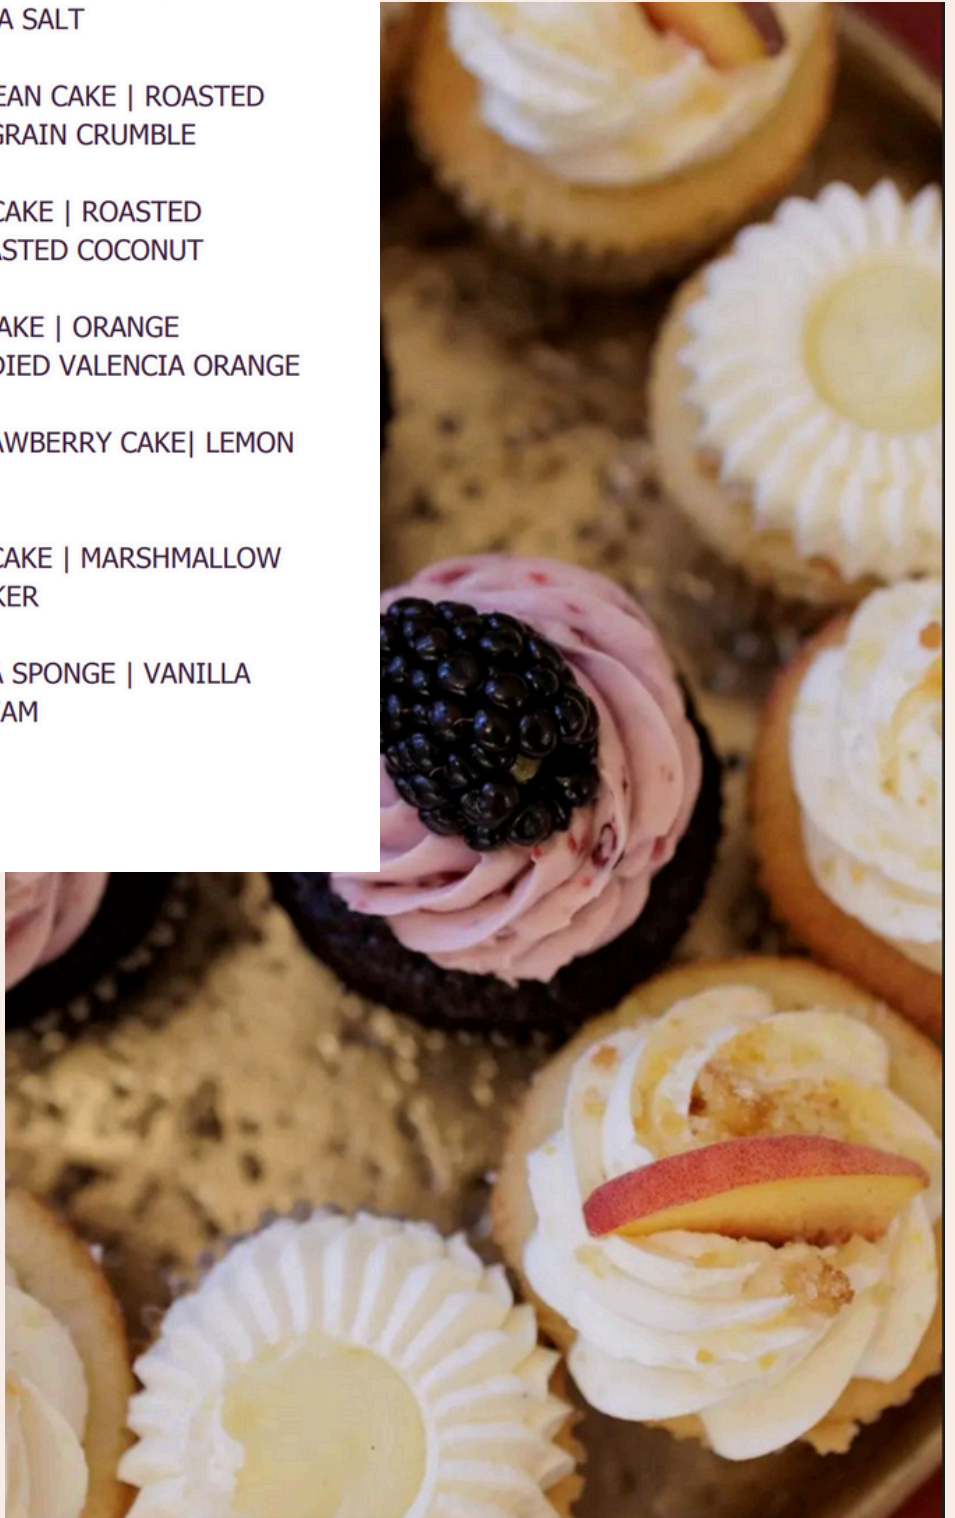 A SALT
EAN CAKE | ROASTED
GRAIN CRUMBLE
CAKE | ROASTED
ASTED COCONUT
AKE | ORANGE
DIED VALENCIA ORANGE
AWBERRY CAKE| LEMON
CAKE | MARSHMALLOW
KER
A SPONGE | VANILLA
AM